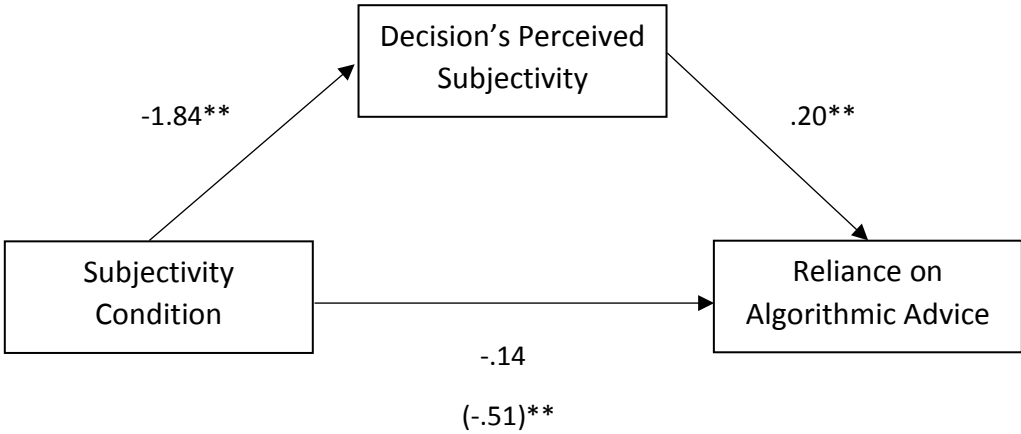 Decision’s Perceived
Subjectivity
-1.84**
.20**
Subjectivity
Condition
Reliance on
Algorithmic Advice
-.14
(-.51)**